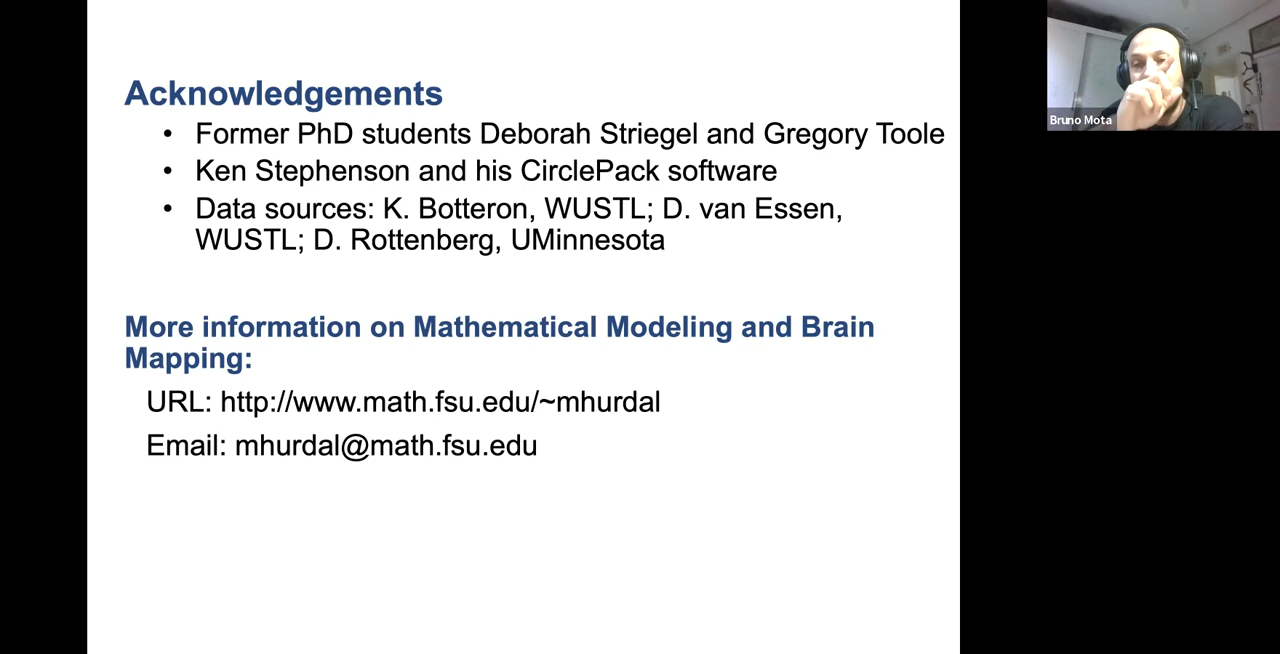 Acknowledgements
• Former PhD students Deborah Striegel and Gregory Toole
• Ken Stephenson and his CirclePack software
• Data sources: K. Botteron, WUSTL; D. van Essen,
WUSTL; D. Rottenberg, UMinnesota
More information on Mathematical Modeling and Brain
Mapping:
URL: http://www.math.fsu.edu/~mhurdal
Email: mhurdal@math.fsu.edu
Bruno Mota